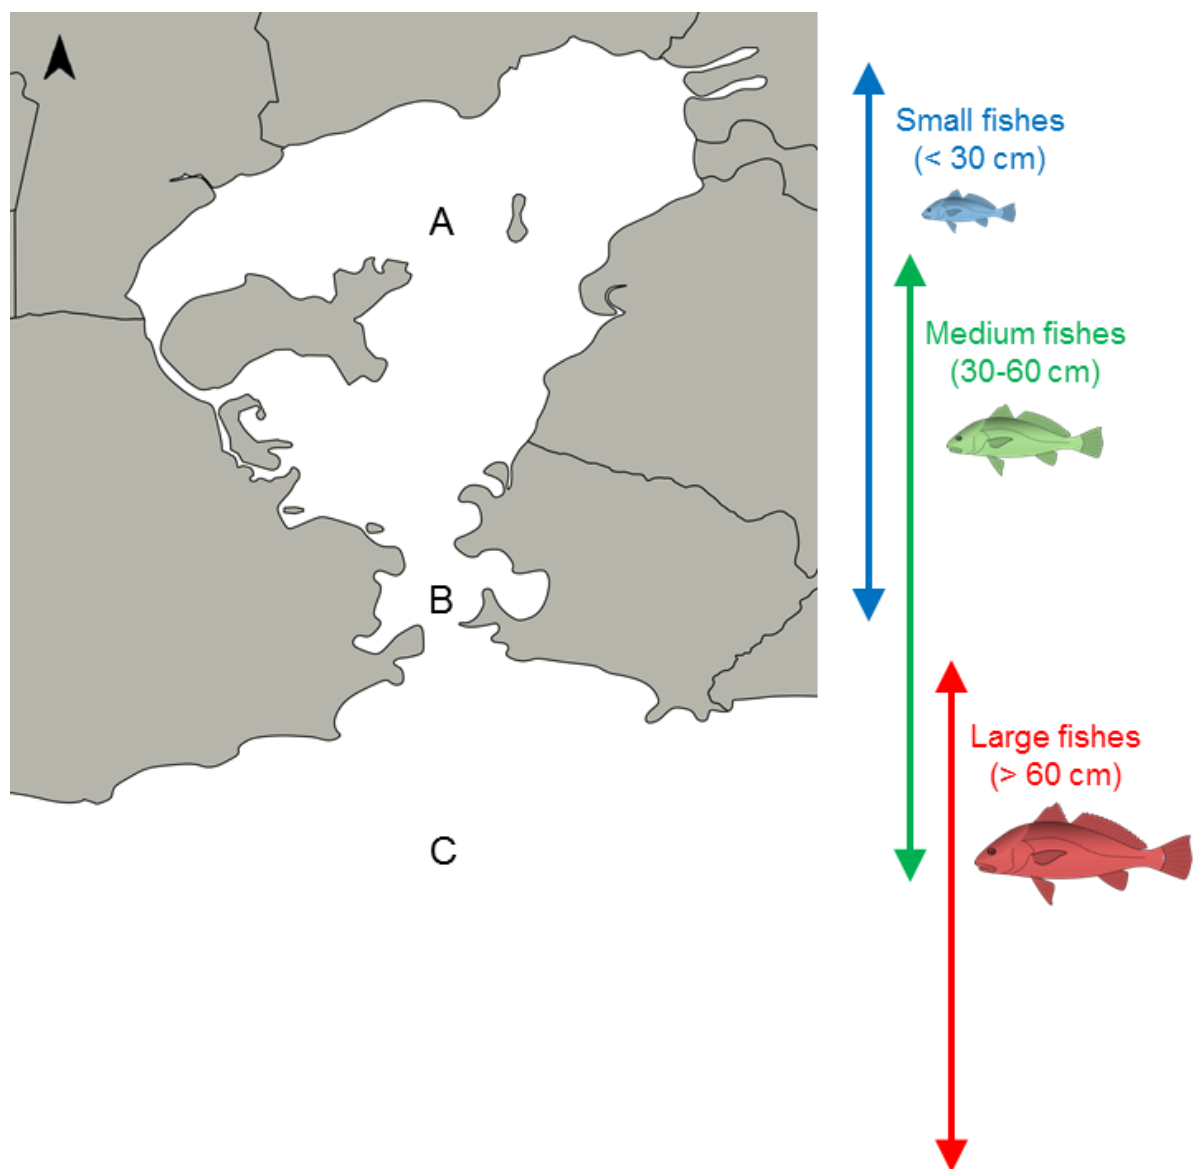 Small fishes
(< 30 cm)
A
Medium fishes
(30-60 cm)
B
Large fishes
(> 60 cm)
C